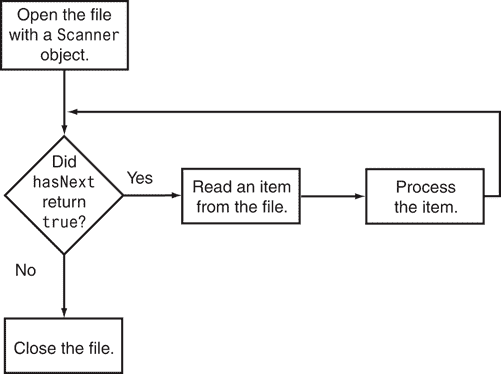 Open the file
with a Scanner
object.
Did
hasNext
return
true?
Yes
Read an item
from the file.
Process
the item.
No
Close the file.